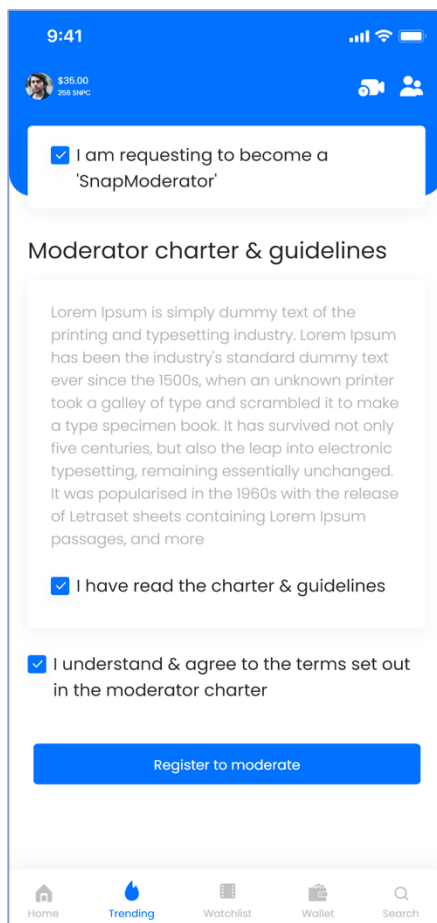 9:41
$35.00
256 SNPC
I am requesting to become a
'SnapModerator'
Moderator charter & guidelines
Lorem Ipsum is simply dummy text of the
printing and typesetting industry. Lorem Ipsum
has been the industry's standard dummy text
ever since the 1500s, when an unknown printer
took a galley of type and scrambled it to make
a type specimen book. It has survived not only
five centuries, but also the leap into electronic
typesetting, remaining essentially unchanged.
It was popularised in the 1960s with the release
of Letraset sheets containing Lorem Ipsum
passages, and more
I have read the charter & guidelines
I understand & agree to the terms set out
in the moderator charter
Register to moderate
Home
Trending
Watchlist
Wallet
Search